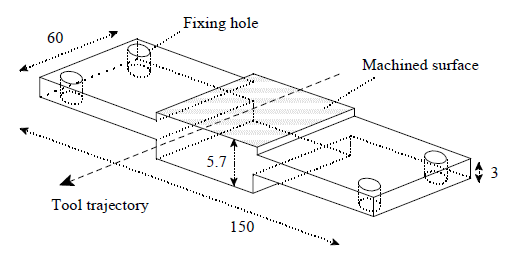 Fixing hole
60
Machined surface
5.7
3
Tool trajectory
150